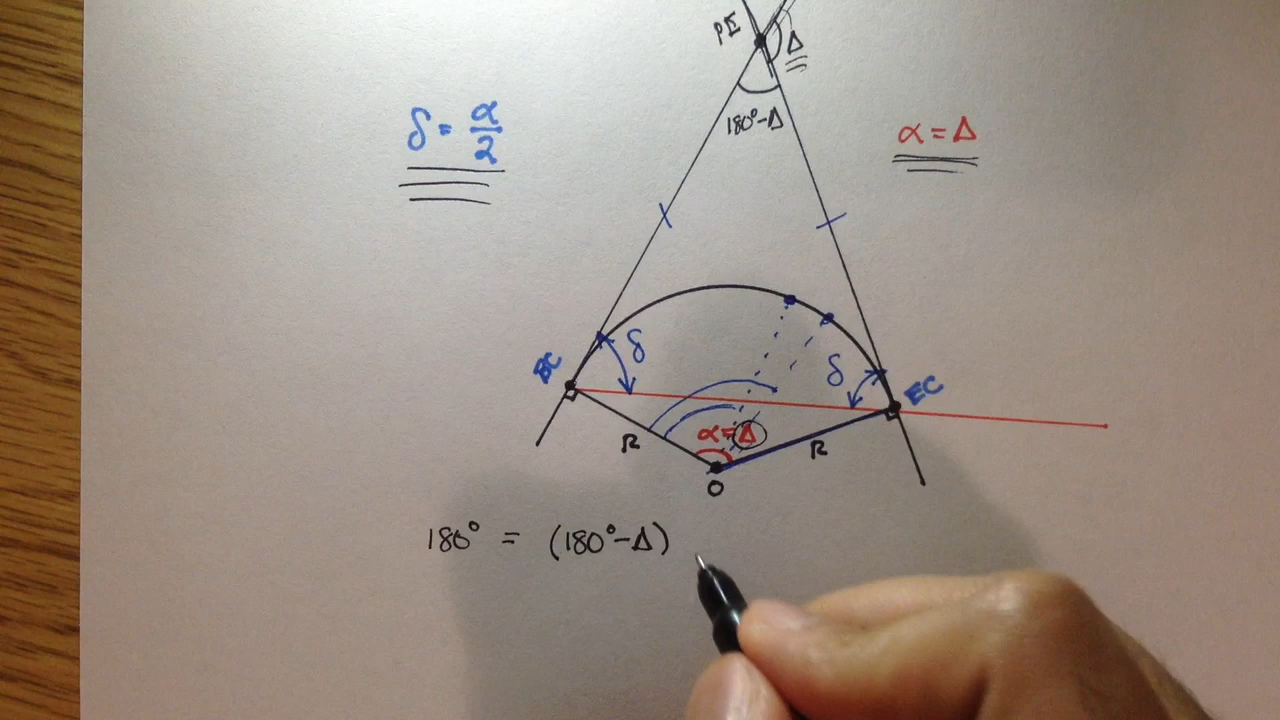 PI
Δ
180°-Δ
δ = α/2
α = Δ
BC
δ
δ
EC
α=Δ
R
R
O
180° = (180°-Δ)